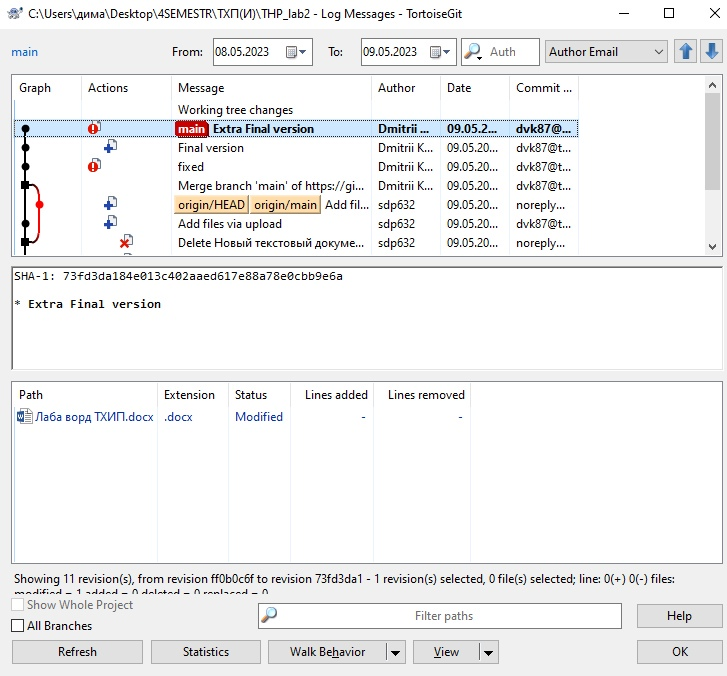 C:\Users\дима\Desktop\4SEMESTR\ТХП(И)\THP_lab2 - Log Messages - TortoiseGit
main From: 08.05.2023 To: 09.05.2023 Auth Author Email
Graph Actions Message Author Date Commit ...
Working tree changes
main Extra Final version Dmitrii ... 09.05.2... dvk87@...
Final version Dmitrii K... 09.05.20... dvk87@t...
fixed Dmitrii K... 09.05.20... dvk87@t...
Merge branch 'main' of https://gi... Dmitrii K... 09.05.20... dvk87@t...
origin/HEAD origin/main Add fil... sdp632 09.05.20... noreply...
Add files via upload sdp632 09.05.20... dvk87@t...
Delete Новый текстовый докуме... sdp632 09.05.20... noreply...
SHA-1: 73fd3da184e013c402aaed617e88a78e0cbb9e6a
* Extra Final version
Path Extension Status Lines added Lines removed
Лаба ворд ТХИП.docx .docx Modified - -
Showing 11 revision(s), from revision ff0b0c6f to revision 73fd3da1 - 1 revision(s) selected, 0 file(s) selected; line: 0(+) 0(-) files:
modified = 1 added = 0 deleted = 0 replaced = 0
Show Whole Project
Filter paths Help
All Branches
Refresh Statistics Walk Behavior View OK